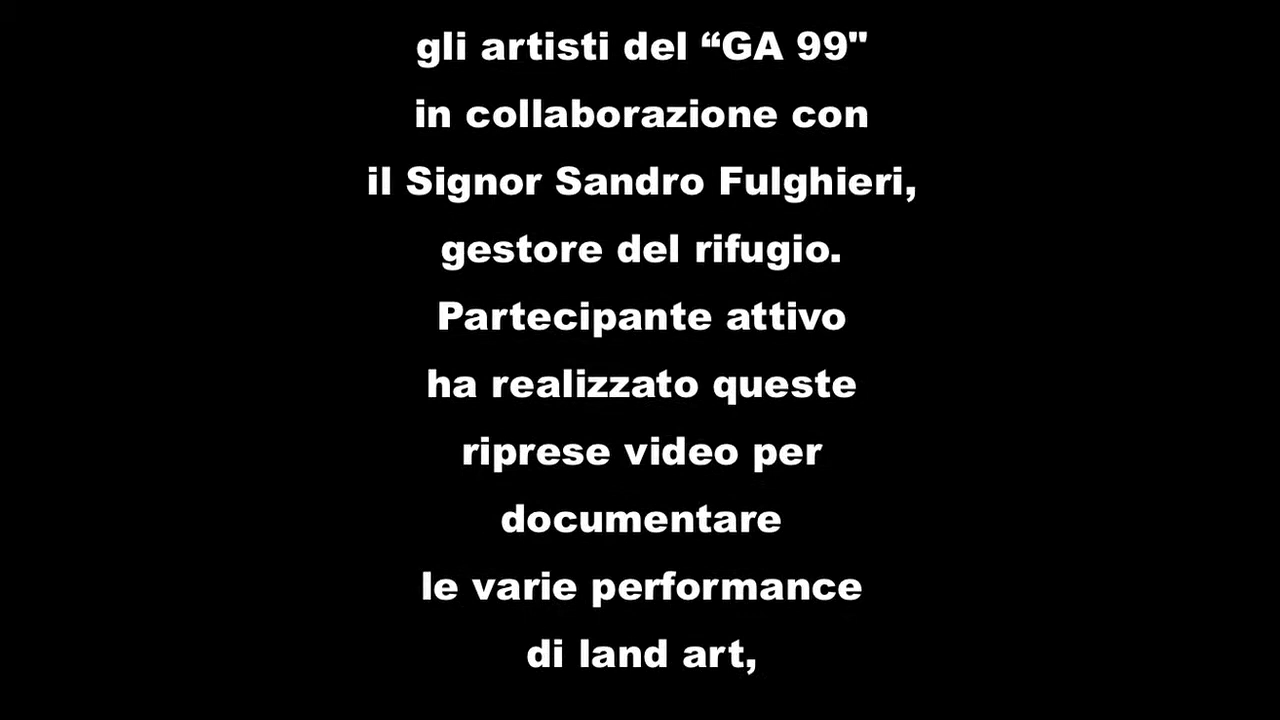 gli artisti del “GA 99"
in collaborazione con
il Signor Sandro Fulghieri,
gestore del rifugio.
Partecipante attivo
ha realizzato queste
riprese video per
documentare
le varie performance
di land art,